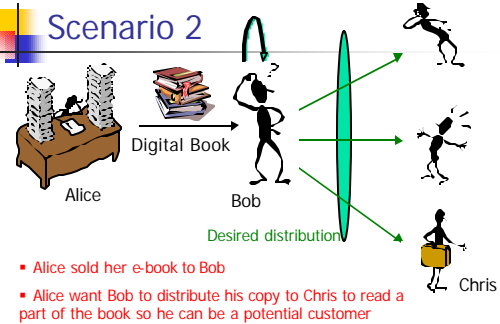 Scenario 2
?
Digital Book
Alice
Bob
Desired distribution
Chris
▪ Alice sold her e-book to Bob
▪ Alice want Bob to distribute his copy to Chris to read a
part of the book so he can be a potential customer